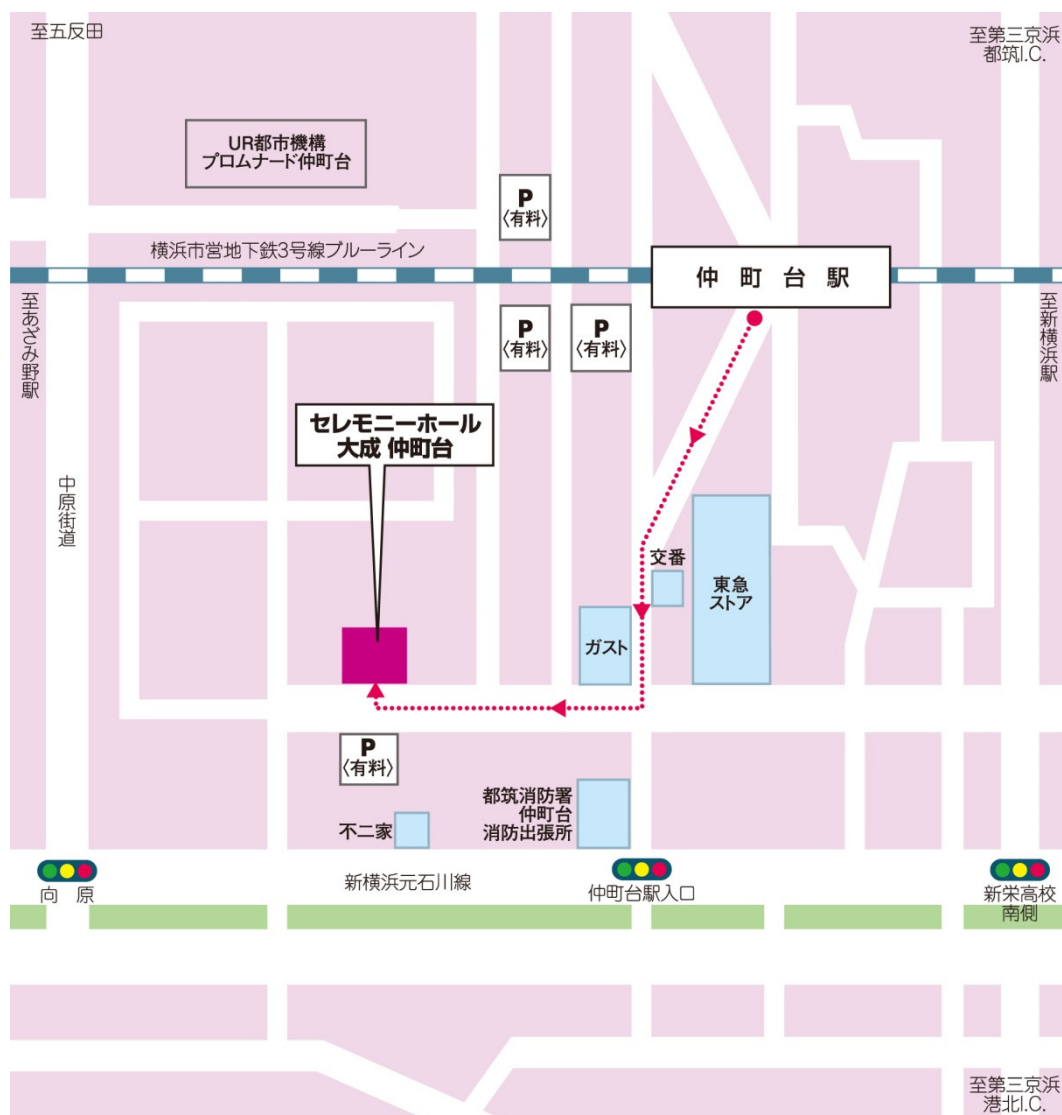 至五反田
至第三京浜
都筑I.C.
UR都市機構
プロムナード仲町台
P
〈有料〉
横浜市営地下鉄3号線ブルーライン
仲町台駅
至あざみ野駅
P
〈有料〉
P
〈有料〉
至新横浜駅
セレモニーホール
大成 仲町台
中原街道
交番
東急
ストア
ガスト
P
〈有料〉
都筑消防署
仲町台
消防出張所
不二家
向原
新横浜元石川線
仲町台駅入口
新栄高校
南側
至第三京浜
港北I.C.